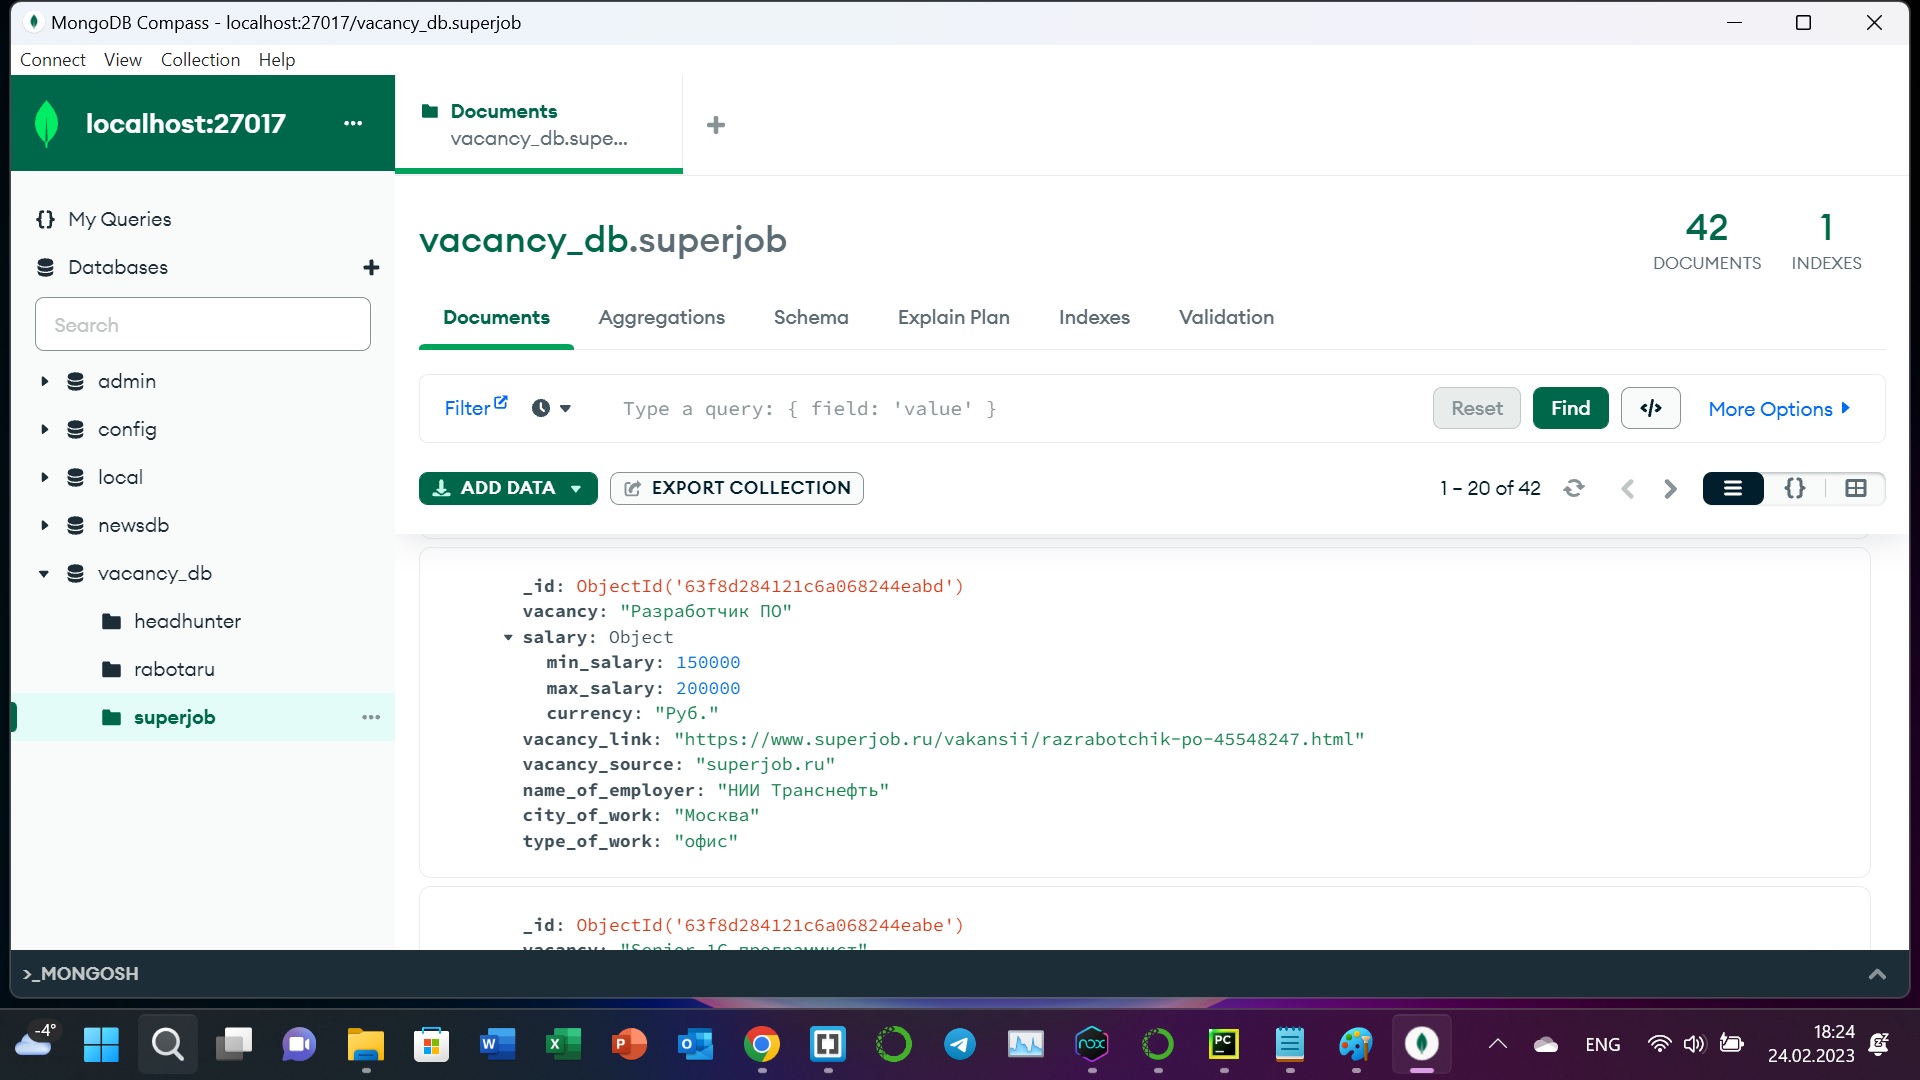 MongoDB Compass - localhost:27017/vacancy_db.superjob
Connect View Collection Help
localhost:27017 ...
Documents
vacancy_db.supe...
My Queries
Databases
Search
admin
config
local
newsdb
vacancy_db
headhunter
rabotaru
superjob
vacancy_db.superjob
42
DOCUMENTS
1
INDEXES
Documents Aggregations Schema Explain Plan Indexes Validation
Filter Type a query: { field: 'value' } Reset Find </> More Options
ADD DATA EXPORT COLLECTION 1 – 20 of 42 {}
_id: ObjectId('63f8d284121c6a068244eabd')
vacancy: "Разработчик ПО"
salary: Object
min_salary: 150000
max_salary: 200000
currency: "Руб."
vacancy_link: "https://www.superjob.ru/vakansii/razrabotchik-po-45548247.html"
vacancy_source: "superjob.ru"
name_of_employer: "НИИ Транснефть"
city_of_work: "Москва"
type_of_work: "офис"
_id: ObjectId('63f8d284121c6a068244eabe')
vacancy: "Senior 1C программист"
>_MONGOSH
-4°
ENG
18:24
24.02.2023